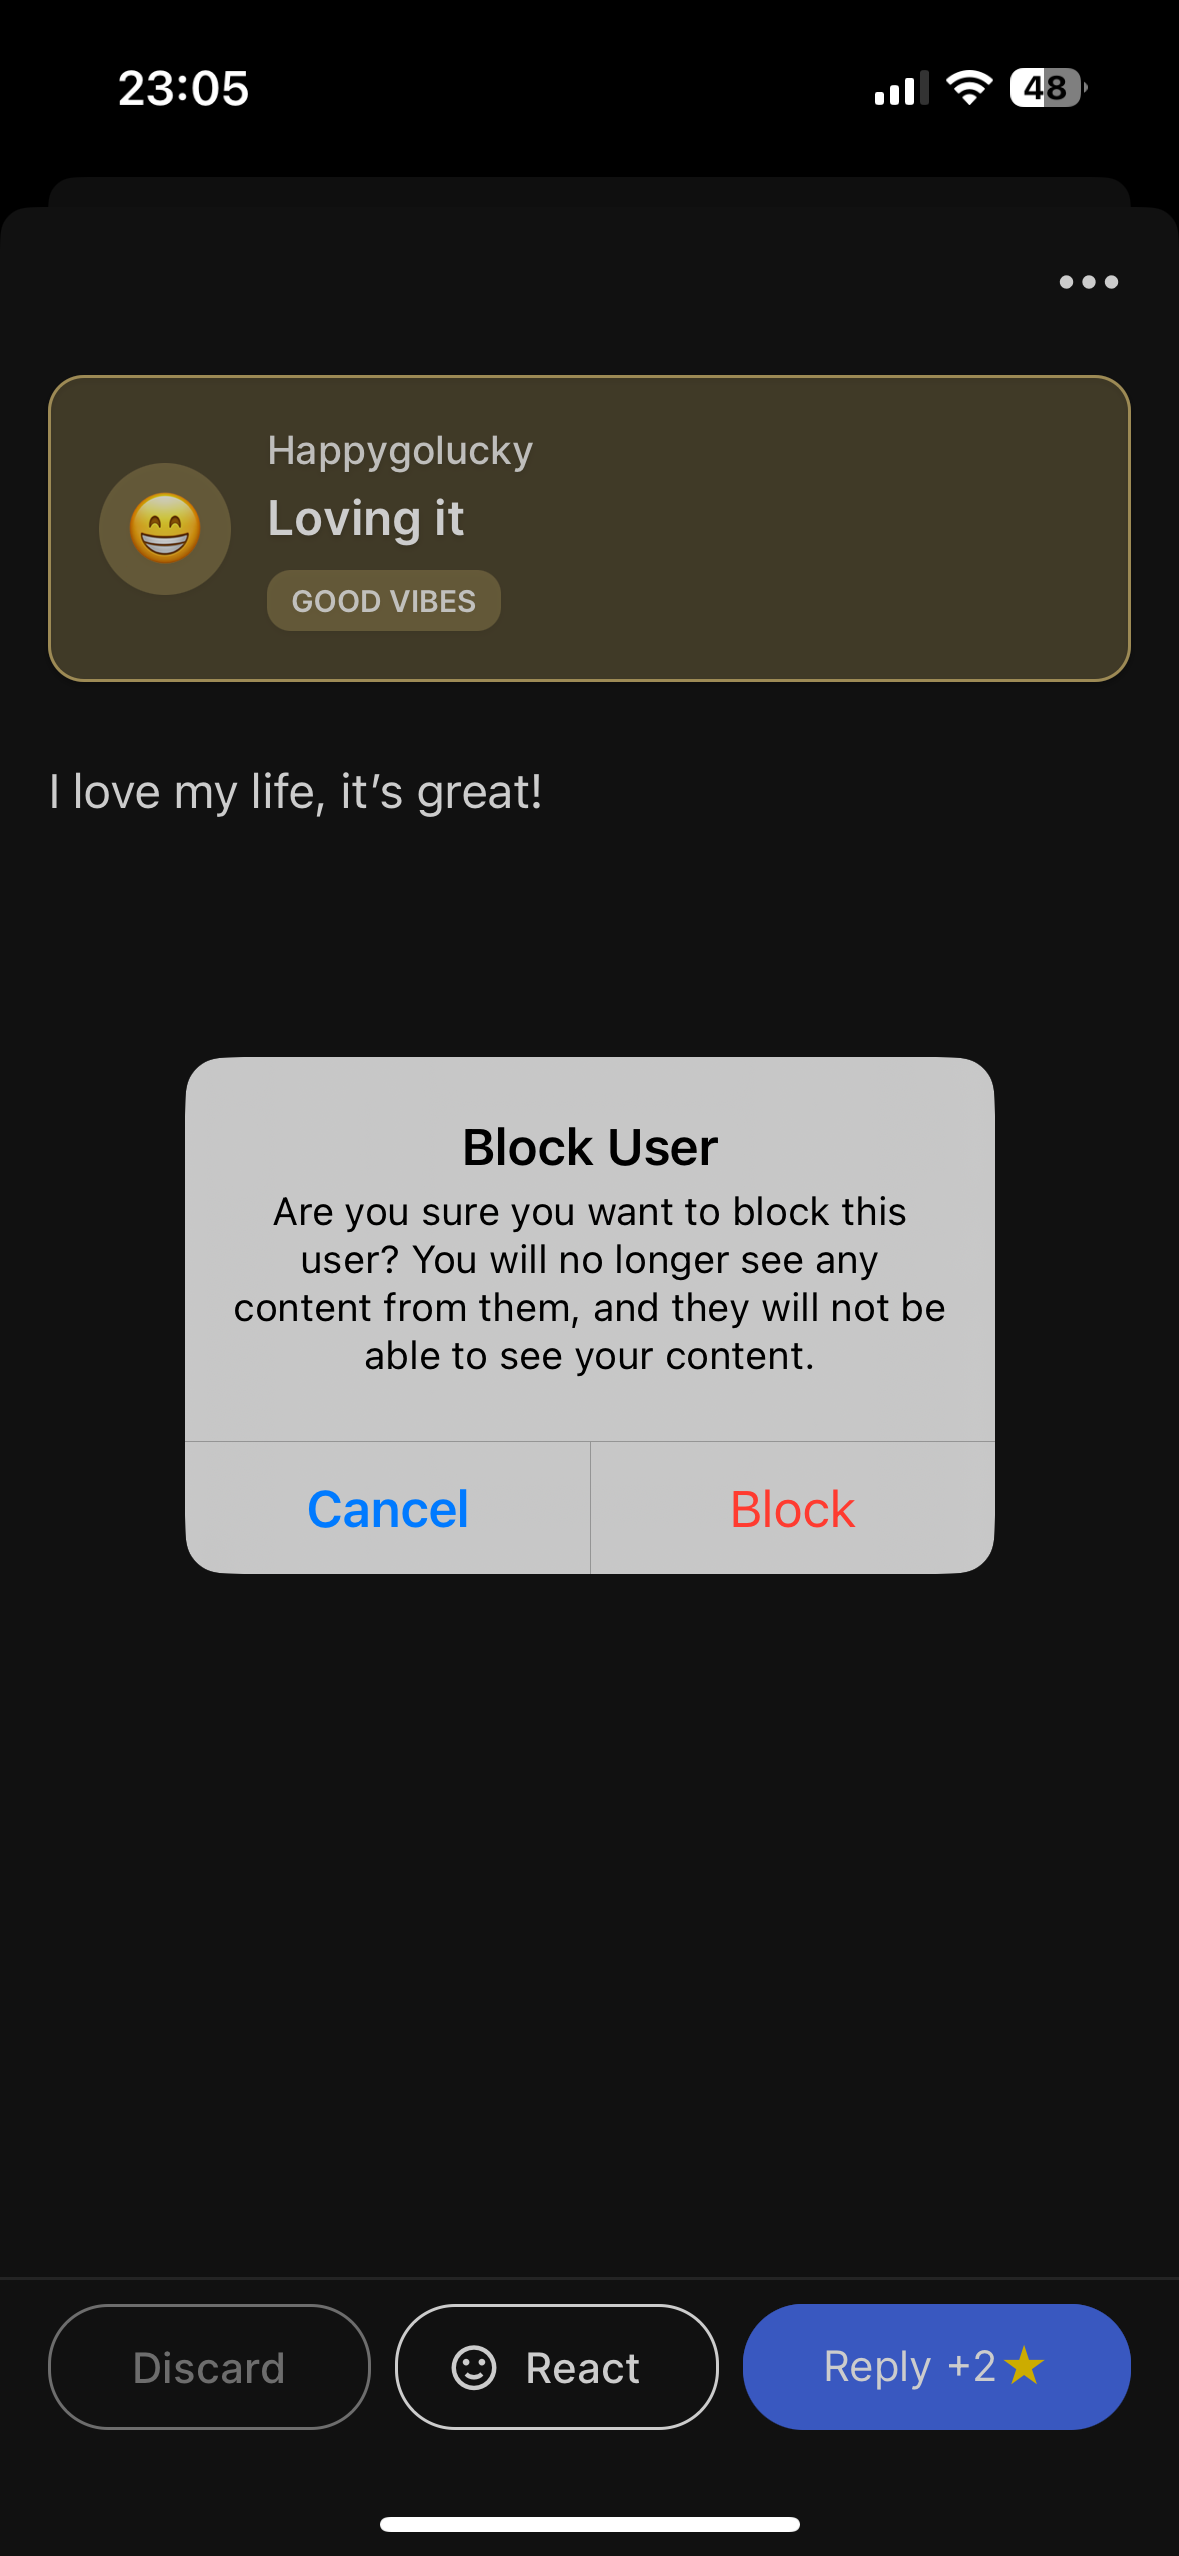 23:05
48
Happygolucky
Loving it
GOOD VIBES
I love my life, it’s great!
Block User
Are you sure you want to block this
user? You will no longer see any
content from them, and they will not be
able to see your content.
Cancel
Block
Discard
React
Reply +2